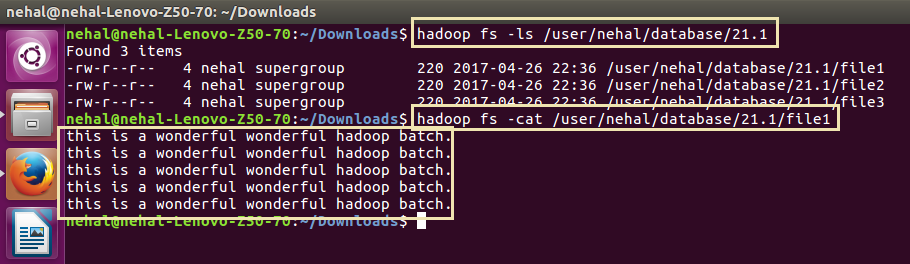 nehal@nehal-Lenovo-Z50-70: ~/Downloads
nehal@nehal-Lenovo-Z50-70:~/Downloads$ hadoop fs -ls /user/nehal/database/21.1
Found 3 items
-rw-r--r--   4 nehal supergroup        220 2017-04-26 22:36 /user/nehal/database/21.1/file1
-rw-r--r--   4 nehal supergroup        220 2017-04-26 22:36 /user/nehal/database/21.1/file2
-rw-r--r--   4 nehal supergroup        220 2017-04-26 22:36 /user/nehal/database/21.1/file3
nehal@nehal-Lenovo-Z50-70:~/Downloads$ hadoop fs -cat /user/nehal/database/21.1/file1
this is a wonderful wonderful hadoop batch.
this is a wonderful wonderful hadoop batch.
this is a wonderful wonderful hadoop batch.
this is a wonderful wonderful hadoop batch.
this is a wonderful wonderful hadoop batch.
nehal@nehal-Lenovo-Z50-70:~/Downloads$